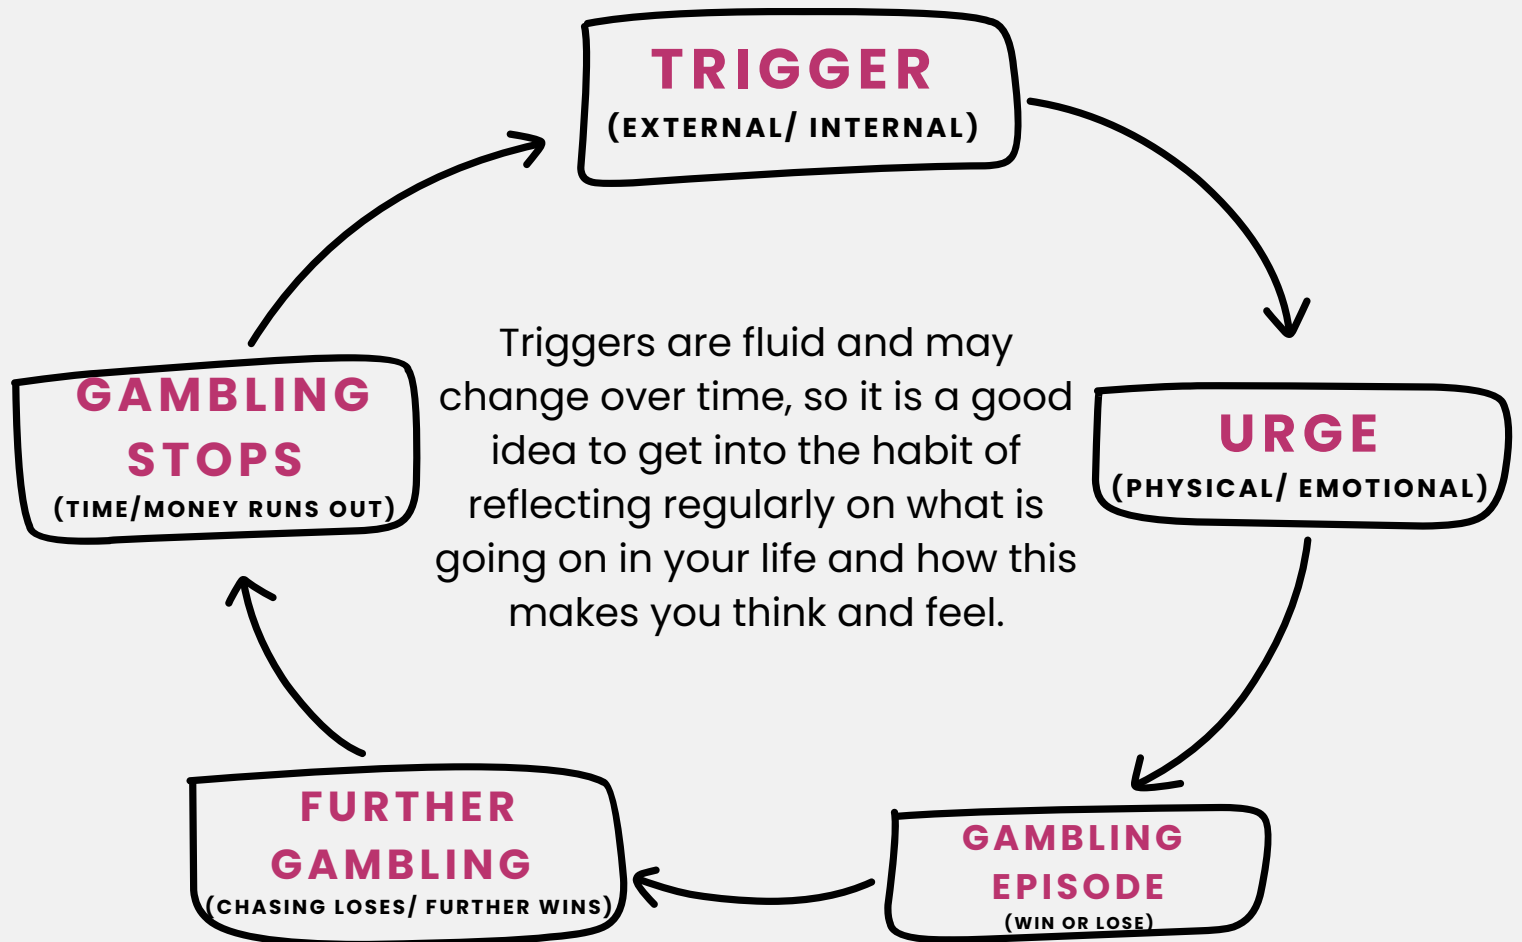 TRIGGER
(EXTERNAL/ INTERNAL)
URGE
(PHYSICAL/ EMOTIONAL)
GAMBLING
EPISODE
(WIN OR LOSE)
FURTHER
GAMBLING
(CHASING LOSES/ FURTHER WINS)
GAMBLING
STOPS
(TIME/MONEY RUNS OUT)
Triggers are fluid and may
change over time, so it is a good
idea to get into the habit of
reflecting regularly on what is
going on in your life and how this
makes you think and feel.